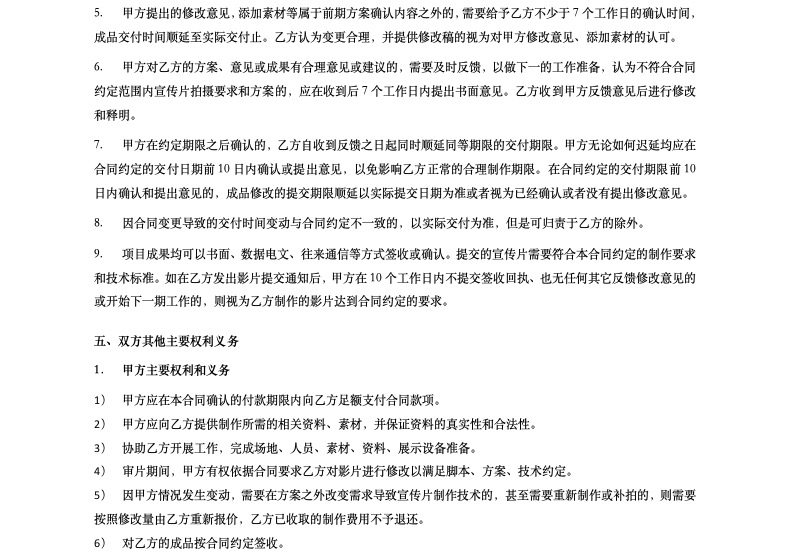 5. 甲方提出的修改意见，添加素材等属于前期方案确认内容之外的，需要给予乙方不少于 7 个工作日的确认时间，
成品交付时间顺延至实际交付止。乙方认为变更合理，并提供修改稿的视为对甲方修改意见、添加素材的认可。
6. 甲方对乙方的方案、意见或成果有合理意见或建议的，需要及时反馈，以做下一的工作准备，认为不符合合同
约定范围内宣传片拍摄要求和方案的，应在收到后 7 个工作日内提出书面意见。乙方收到甲方反馈意见后进行修改
和释明。
7. 甲方在约定期限之后确认的，乙方自收到反馈之日起同时顺延同等期限的交付期限。甲方无论如何迟延均应在
合同约定的交付日期前 10 日内确认或提出意见，以免影响乙方正常的合理制作期限。在合同约定的交付期限前 10
日内确认和提出意见的，成品修改的提交期限顺延以实际提交日期为准或者视为已经确认或者没有提出修改意见。
8. 因合同变更导致的交付时间变动与合同约定不一致的，以实际交付为准，但是可归责于乙方的除外。
9. 项目成果均可以书面、数据电文、往来通信等方式签收或确认。提交的宣传片需要符合本合同约定的制作要求
和技术标准。如在乙方发出影片提交通知后，甲方在 10 个工作日内不提交签收回执、也无任何其它反馈修改意见的
或开始下一期工作的，则视为乙方制作的影片达到合同约定的要求。
五、双方其他主要权利义务
1. 甲方主要权利和义务
1） 甲方应在本合同确认的付款期限内向乙方足额支付合同款项。
2） 甲方应向乙方提供制作所需的相关资料、素材，并保证资料的真实性和合法性。
3） 协助乙方开展工作，完成场地、人员、素材、资料、展示设备准备。
4） 审片期间，甲方有权依据合同要求乙方对影片进行修改以满足脚本、方案、技术约定。
5） 因甲方情况发生变动，需要在方案之外改变需求导致宣传片制作技术的，甚至需要重新制作或补拍的，则需要
按照修改量由乙方重新报价，乙方已收取的制作费用不予退还。
6） 对乙方的成品按合同约定签收。